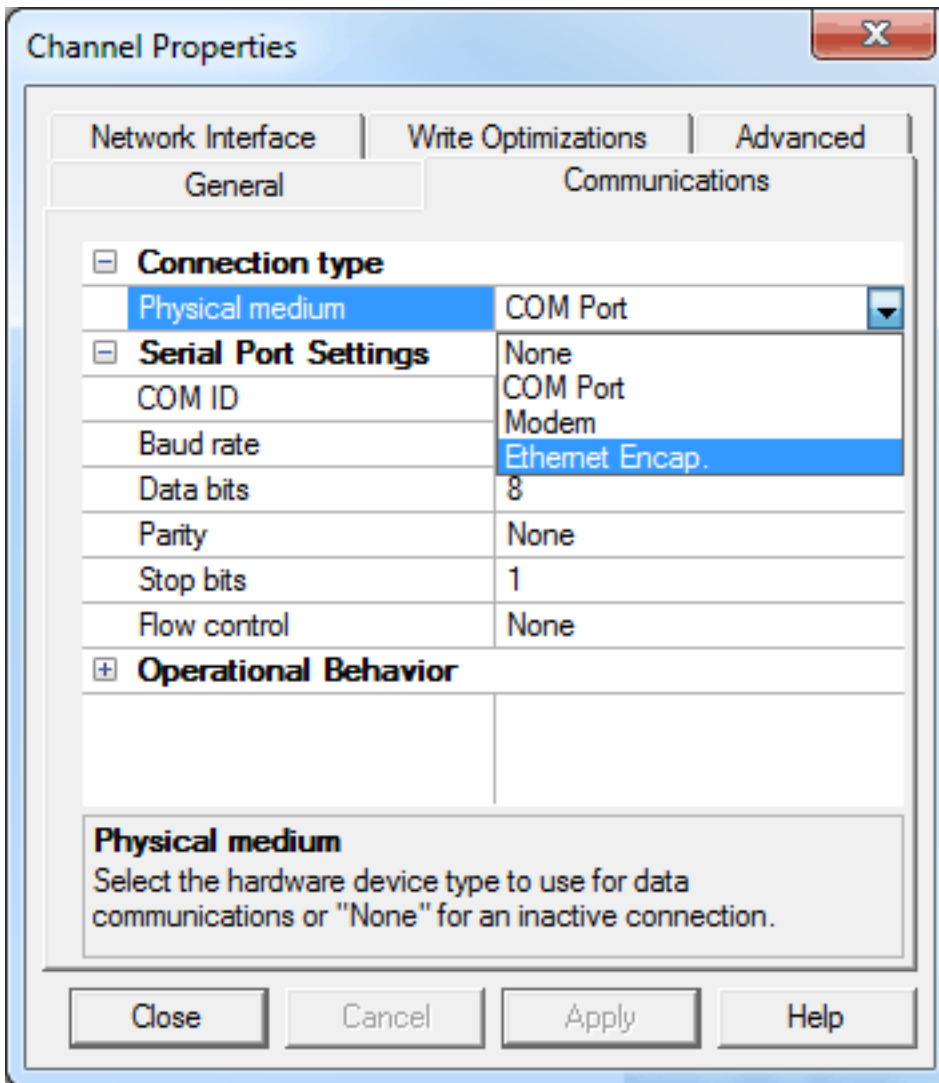 Channel Properties
Network Interface Write Optimizations Advanced
General Communications
Connection type
Physical medium COM Port
Serial Port Settings None
COM ID COM Port
Modem
Baud rate Ethernet Encap.
Data bits 8
Parity None
Stop bits 1
Flow control None
Operational Behavior
Physical medium
Select the hardware device type to use for data
communications or "None" for an inactive connection.
Close Cancel Apply Help